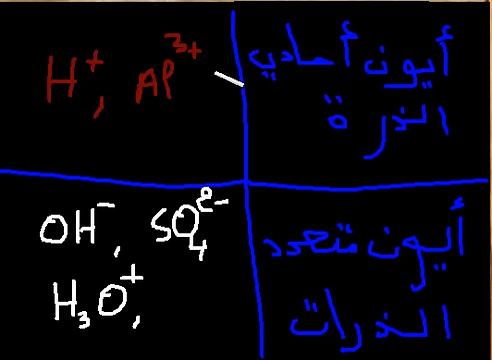 أيون أحادي
الذرة
H⁺, Al³⁺
أيون متعدد
الذرات
OH⁻, SO₄²⁻
H₃O⁺,